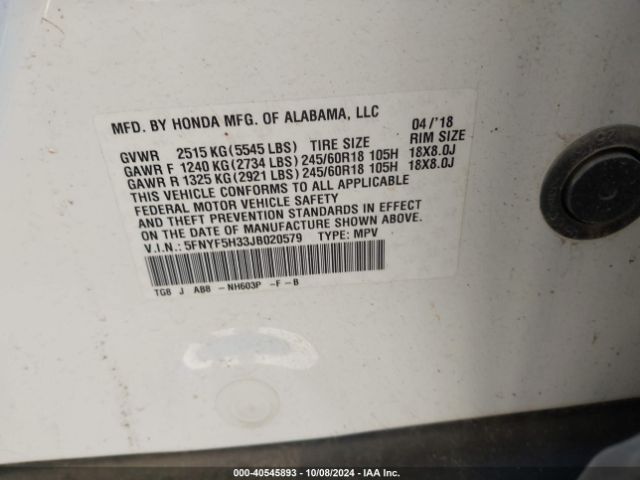 MFD. BY HONDA MFG. OF ALABAMA, LLC 04/'18
GVWR 2515 KG (5545 LBS) TIRE SIZE RIM SIZE
GAWR F 1240 KG (2734 LBS) 245/60R18 105H 18X8.0J
GAWR R 1325 KG (2921 LBS) 245/60R18 105H 18X8.0J
THIS VEHICLE CONFORMS TO ALL APPLICABLE
FEDERAL MOTOR VEHICLE SAFETY
AND THEFT PREVENTION STANDARDS IN EFFECT
ON THE DATE OF MANUFACTURE SHOWN ABOVE.
V.I.N.: 5FNYF5H33JB020579 TYPE: MPV
TG8 J AB8 - NH603P -F -B
000-40545893 | 10/08/2024 | IAA Inc.